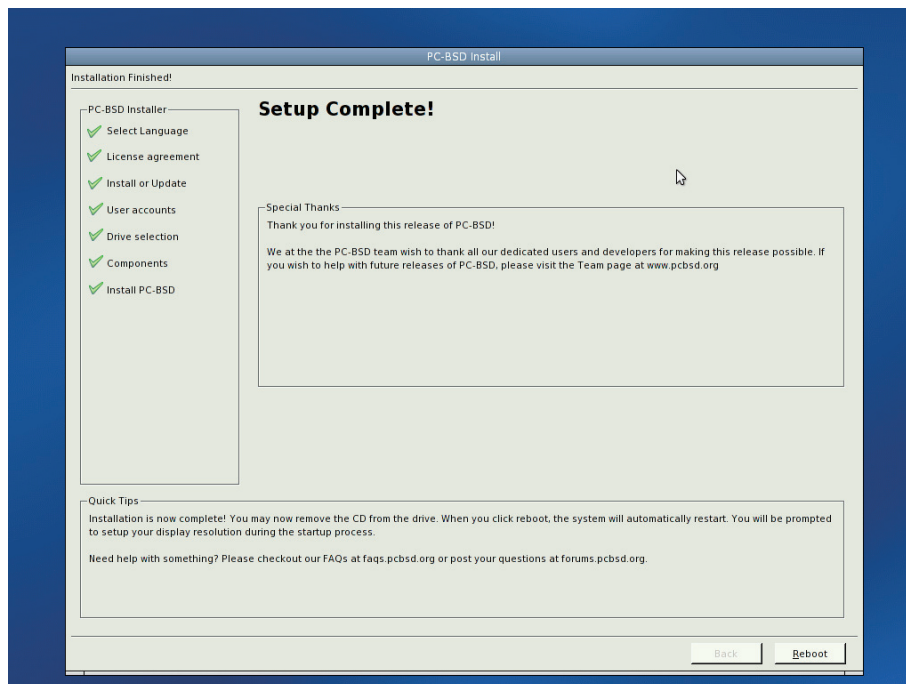 PC-BSD Install
Installation Finished!
PC-BSD Installer
Select Language
License agreement
Install or Update
User accounts
Drive selection
Components
Install PC-BSD
Setup Complete!
Special Thanks
Thank you for installing this release of PC-BSD!
We at the the PC-BSD team wish to thank all our dedicated users and developers for making this release possible. If
you wish to help with future releases of PC-BSD, please visit the Team page at www.pcbsd.org
Quick Tips
Installation is now complete! You may now remove the CD from the drive. When you click reboot, the system will automatically restart. You will be prompted
to setup your display resolution during the startup process.
Need help with something? Please checkout our FAQs at faqs.pcbsd.org or post your questions at forums.pcbsd.org.
Back
Reboot